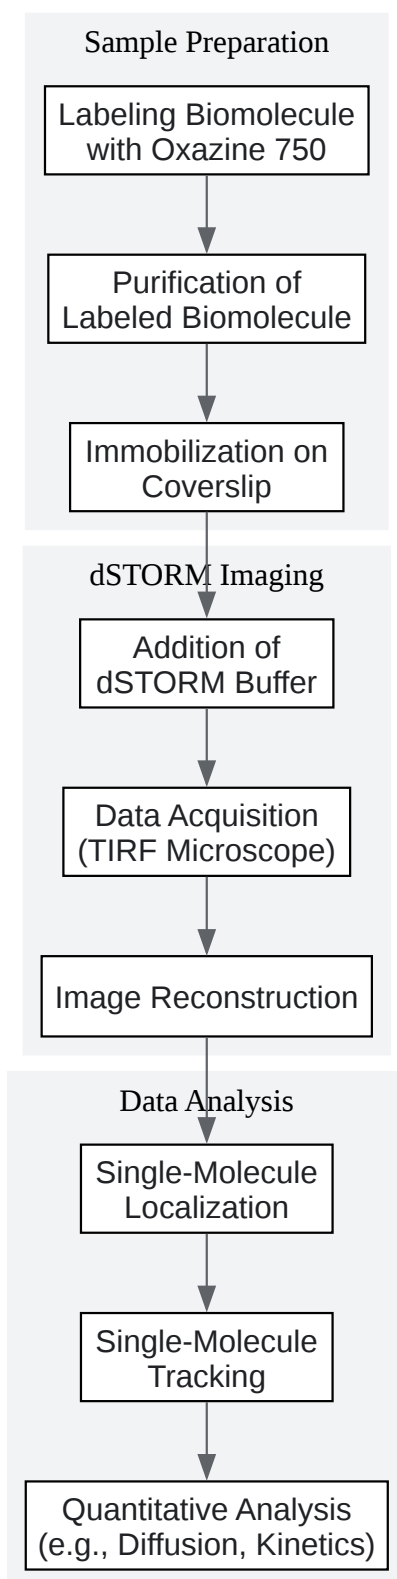 Sample Preparation
Labeling Biomolecule
with Oxazine 750
Purification of
Labeled Biomolecule
Immobilization on
Coverslip
dSTORM Imaging
Addition of
dSTORM Buffer
Data Acquisition
(TIRF Microscope)
Image Reconstruction
Data Analysis
Single-Molecule
Localization
Single-Molecule
Tracking
Quantitative Analysis
(e.g., Diffusion, Kinetics)